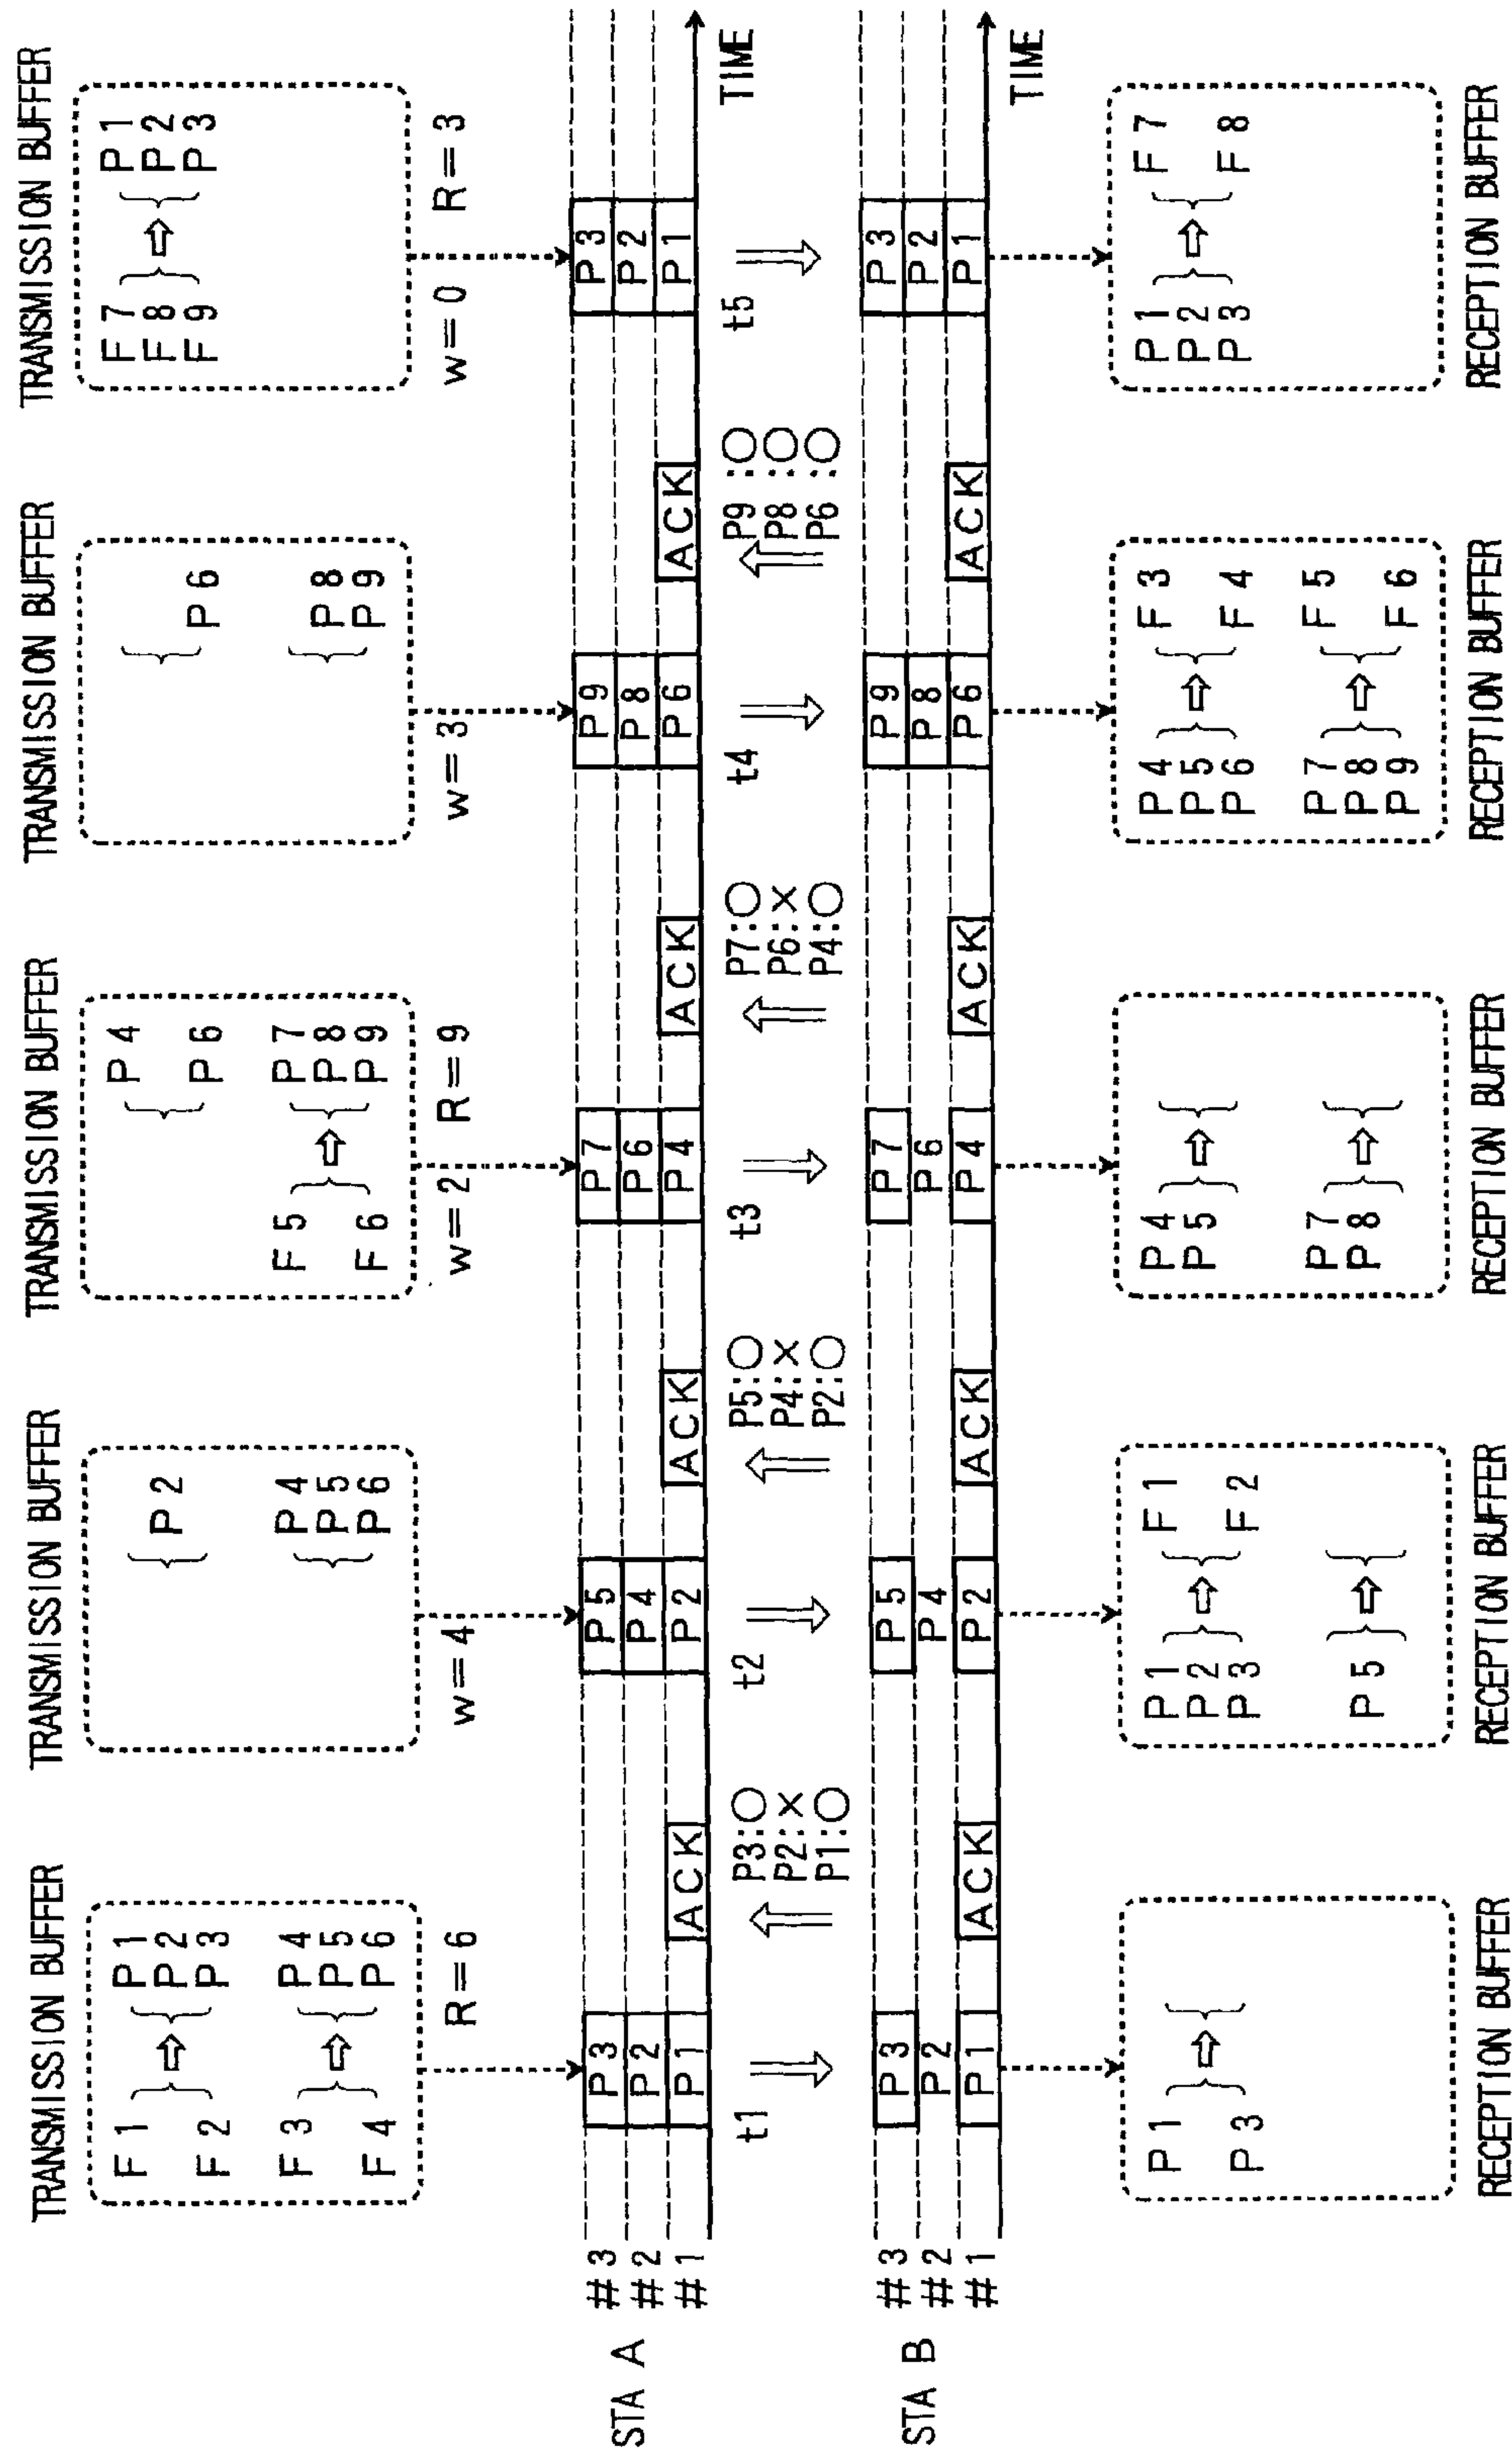 TRANSMISSION BUFFER
F1
F2
P1
P2
P3
F3
F4
P4
P5
P6
R=6
TRANSMISSION BUFFER
P2
P4
P5
P6
w=4
TRANSMISSION BUFFER
P4
P6
F5
F6
P7
P8
P9
w=2 R=9
TRANSMISSION BUFFER
P6
P8
P9
w=3
TRANSMISSION BUFFER
F7
F8
F9
P1
P2
P3
w=0 R=3
STA A
#3
#2
#1
P3
P2
P1
ACK
P5
P4
P2
ACK
P7
P6
P4
ACK
P9
P8
P6
ACK
P3
P2
P1
TIME
t1
P3:○
P2:×
P1:○
t2
P5:○
P4:×
P2:○
t3
P7:○
P6:×
P4:○
t4
P9:○
P8:○
P6:○
t5
STA B
#3
#2
#1
P3
P2
P1
ACK
P5
P4
P2
ACK
P7
P6
P4
ACK
P9
P8
P6
ACK
P3
P2
P1
TIME
P1
P3
RECEPTION BUFFER
P1
P2
P3
F1
F2
P5
RECEPTION BUFFER
P4
P5
P7
P8
RECEPTION BUFFER
P4
P5
P6
F3
F4
P7
P8
P9
F5
F6
RECEPTION BUFFER
P1
P2
P3
F7
F8
RECEPTION BUFFER